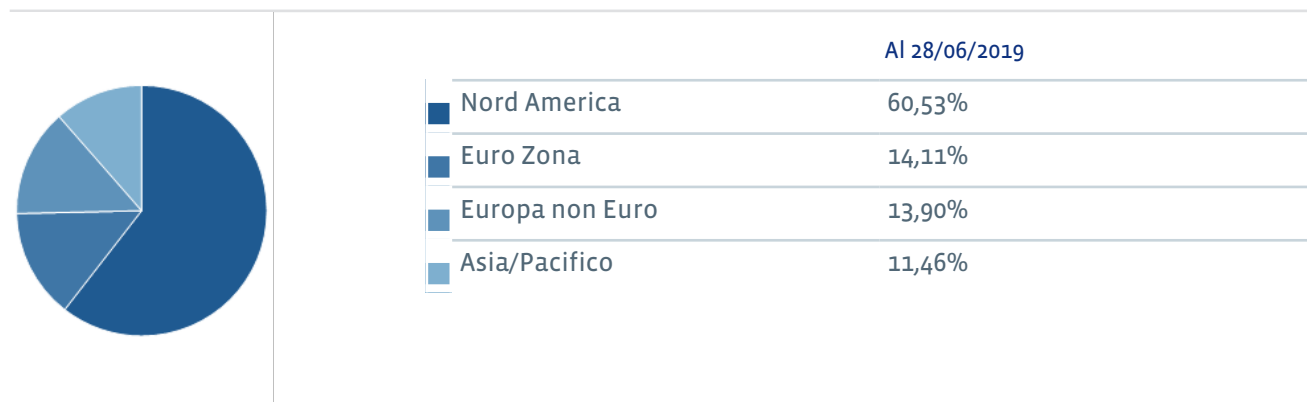 Al 28/06/2019
Nord America 60,53%
Euro Zona 14,11%
Europa non Euro 13,90%
Asia/Pacifico 11,46%